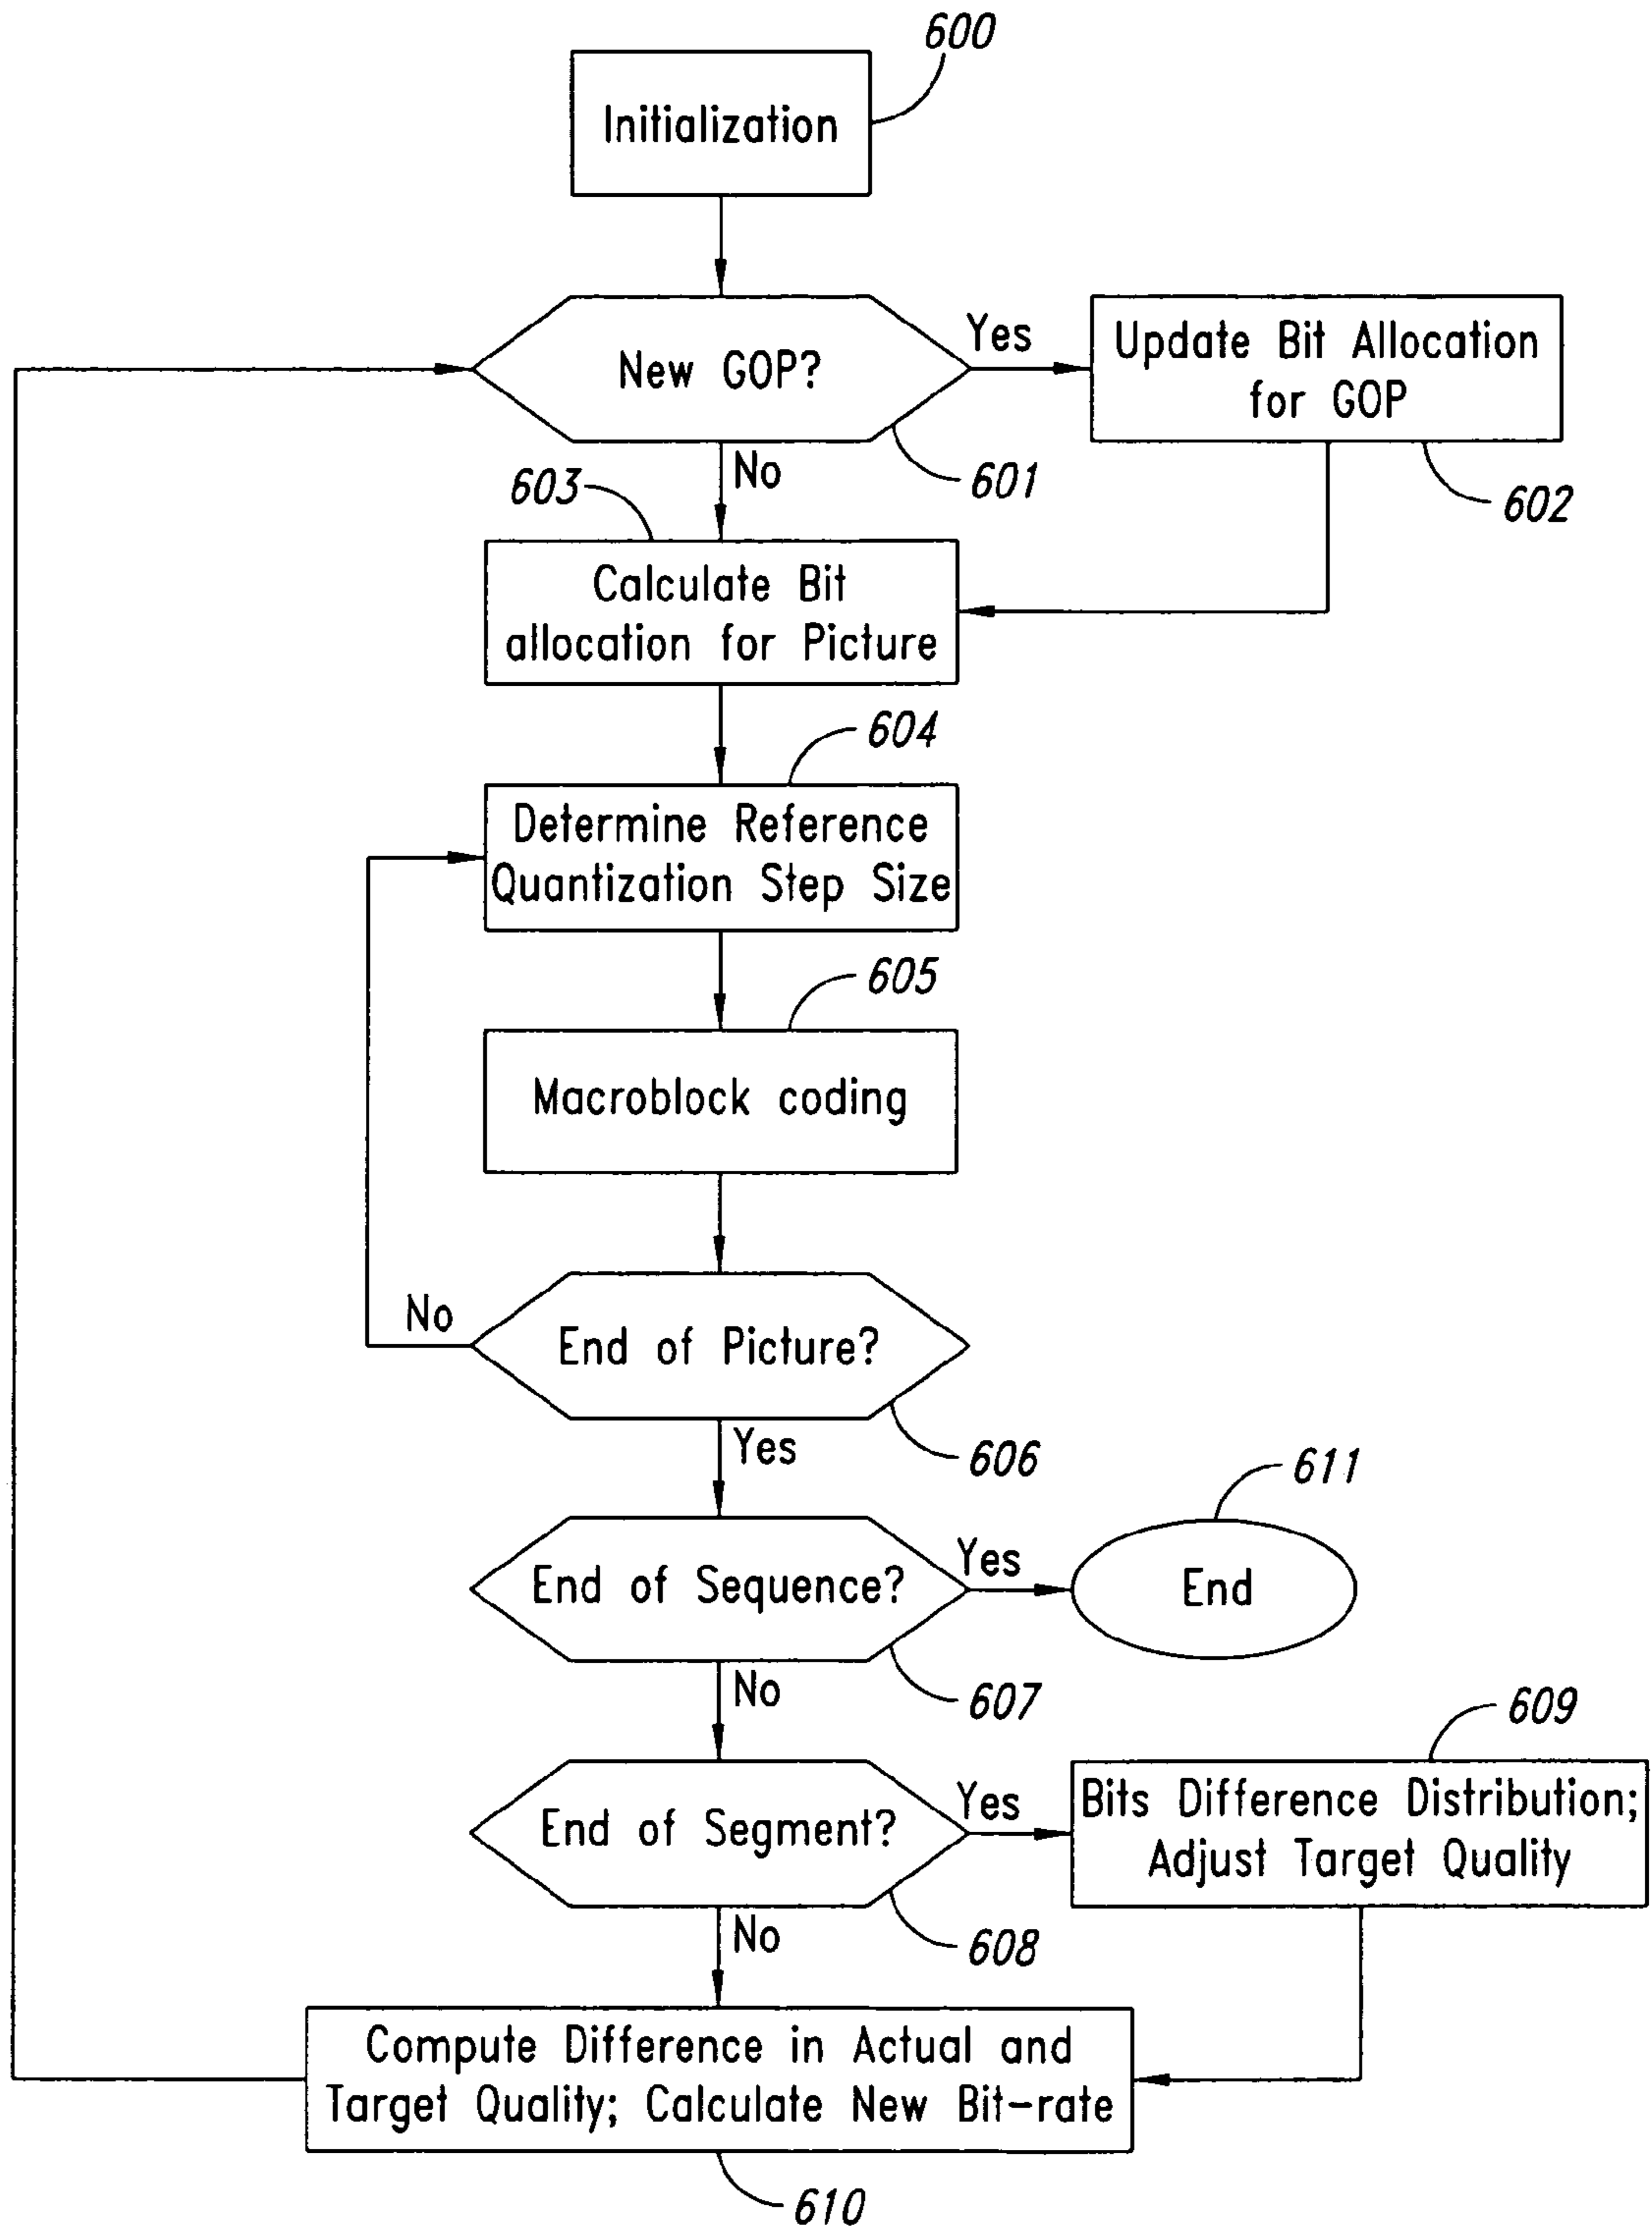 600
Initialization
New GOP?
Yes
Update Bit Allocation
for GOP
601
602
No
603
Calculate Bit
allocation for Picture
604
Determine Reference
Quantization Step Size
605
Macroblock coding
No
End of Picture?
606
Yes
611
End of Sequence?
Yes
End
607
No
609
End of Segment?
Yes
Bits Difference Distribution;
Adjust Target Quality
608
No
Compute Difference in Actual and
Target Quality; Calculate New Bit-rate
610